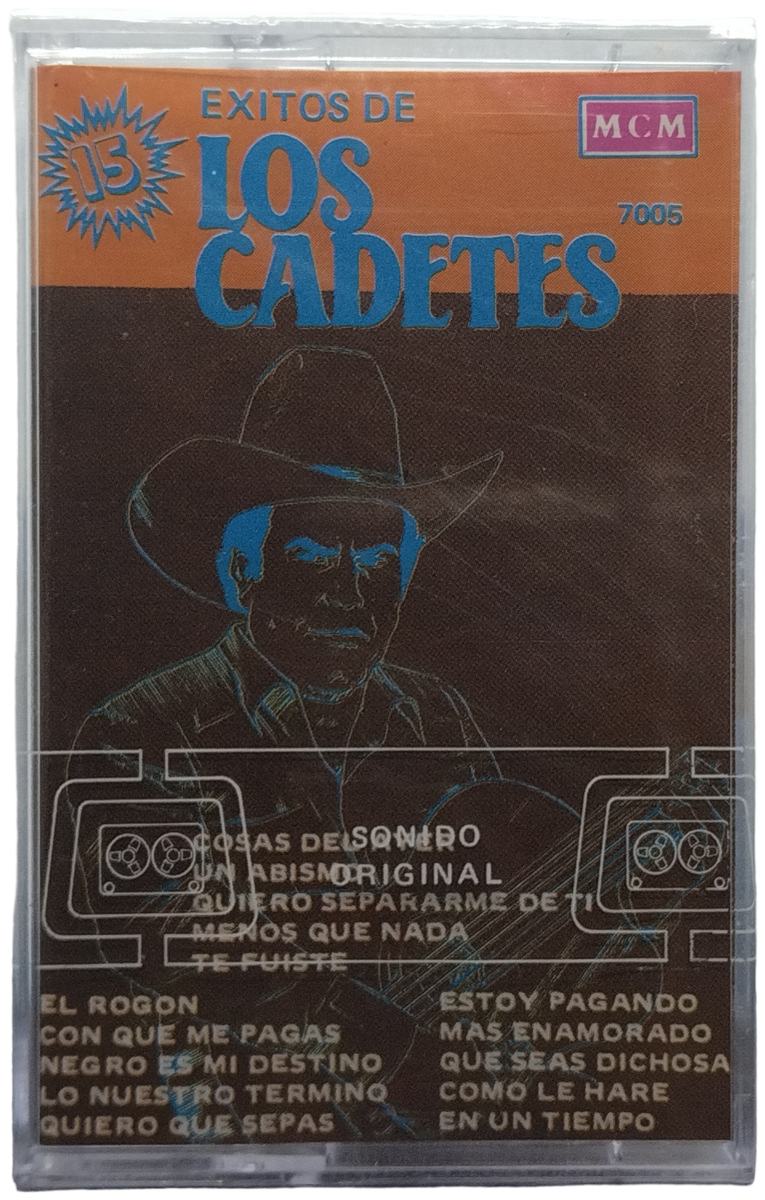 15
EXITOS DE
LOS
CADETES
MCM
7005
SONIDO
ORIGINAL
COSAS DEL AYER
UN ABISMO
QUIERO SEPARARME DE TI
MENOS QUE NADA
TE FUISTE
EL ROGON
CON QUE ME PAGAS
NEGRO ES MI DESTINO
LO NUESTRO TERMINO
QUIERO QUE SEPAS
ESTOY PAGANDO
MAS ENAMORADO
QUE SEAS DICHOSA
COMO LE HARE
EN UN TIEMPO